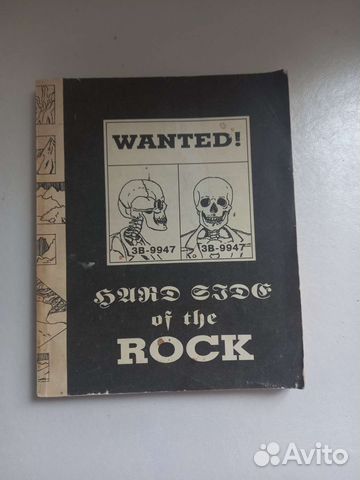 WANTED!
3B-9947 3B-9947
HARD SIDE
of the
ROCK
Avito